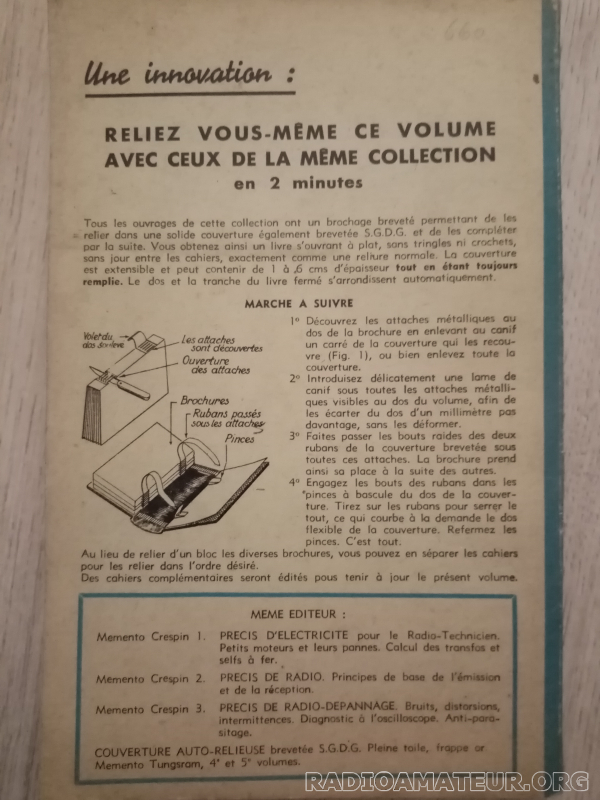 660
Une innovation :
RELIEZ VOUS-MÊME CE VOLUME
AVEC CEUX DE LA MÊME COLLECTION
en 2 minutes
Tous les ouvrages de cette collection ont un brochage breveté permettant de les
relier dans une solide couverture également brevetée S.G.D.G. et de les compléter
par la suite. Vous obtenez ainsi un livre s'ouvrant à plat, sans tringles ni crochets,
sans jour entre les cahiers, exactement comme une reliure normale. La couverture
est extensible et peut contenir de 1 à 6 cms d'épaisseur tout en étant toujours
remplie. Le dos et la tranche du livre fermé s'arrondissent automatiquement.
MARCHE A SUIVRE
Volet du
dos soulevé
Les attaches
sont découvertes
Ouverture
des attaches
Brochures
Rubans passés
sous les attaches
Pinces
1° Découvrez les attaches métalliques au
dos de la brochure en enlevant au canif
un carré de la couverture qui les recou-
vre (Fig. 1), ou bien enlevez toute la
couverture.
2° Introduisez délicatement une lame de
canif sous toutes les attaches métalli-
ques visibles au dos du volume, afin de
les écarter du dos d'un millimètre pas
davantage, sans les déformer.
3° Faites passer les bouts raides des deux
rubans de la couverture brevetée sous
toutes ces attaches. La brochure prend
ainsi sa place à la suite des autres.
4° Engagez les bouts des rubans dans les
pinces à bascule du dos de la couver-
ture. Tirez sur les rubans pour serrer le
tout, ce qui courbe à la demande le dos
flexible de la couverture. Refermez les
pinces. C'est tout.
Au lieu de relier d'un bloc les diverses brochures, vous pouvez en séparer les cahiers
pour les relier dans l'ordre désiré.
Des cahiers complémentaires seront édités pous tenir à jour le présent volume.
MEME EDITEUR :
Memento Crespin 1. PRECIS D'ELECTRICITE pour le Radio-Technicien.
Petits moteurs et leurs pannes. Calcul des transfos et
selfs à fer.
Memento Crespin 2. PRECIS DE RADIO. Principes de base de l'émission
et de la réception.
Memento Crespin 3. PRECIS DE RADIO-DEPANNAGE. Bruits, distorsions,
intermittences. Diagnostic à l'oscilloscope. Anti-para-
sitage.
COUVERTURE AUTO-RELIEUSE brevetée S.G.D.G. Pleine toile, frappe or
Memento Tungsram, 4e et 5e volumes.
RADIOAMATEUR.ORG